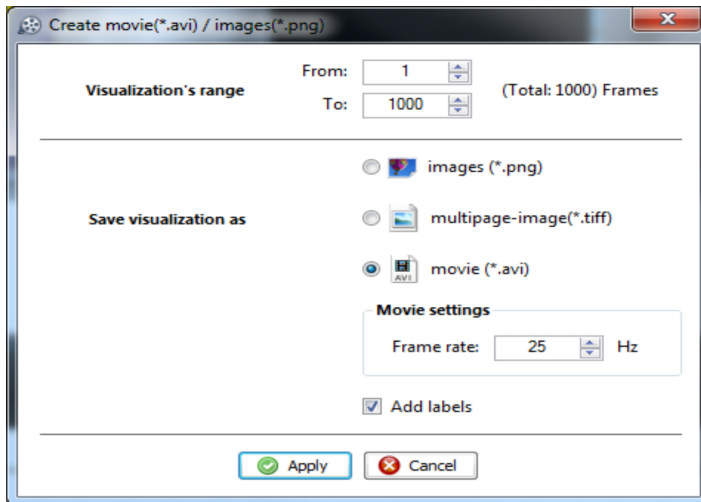 Create movie(*.avi) / images(*.png)
From: 1
Visualization's range
(Total: 1000) Frames
To: 1000
images (*.png)
Save visualization as
multipage-image(*.tiff)
AVI
movie (*.avi)
Movie settings
Frame rate: 25 Hz
Add labels
Apply Cancel